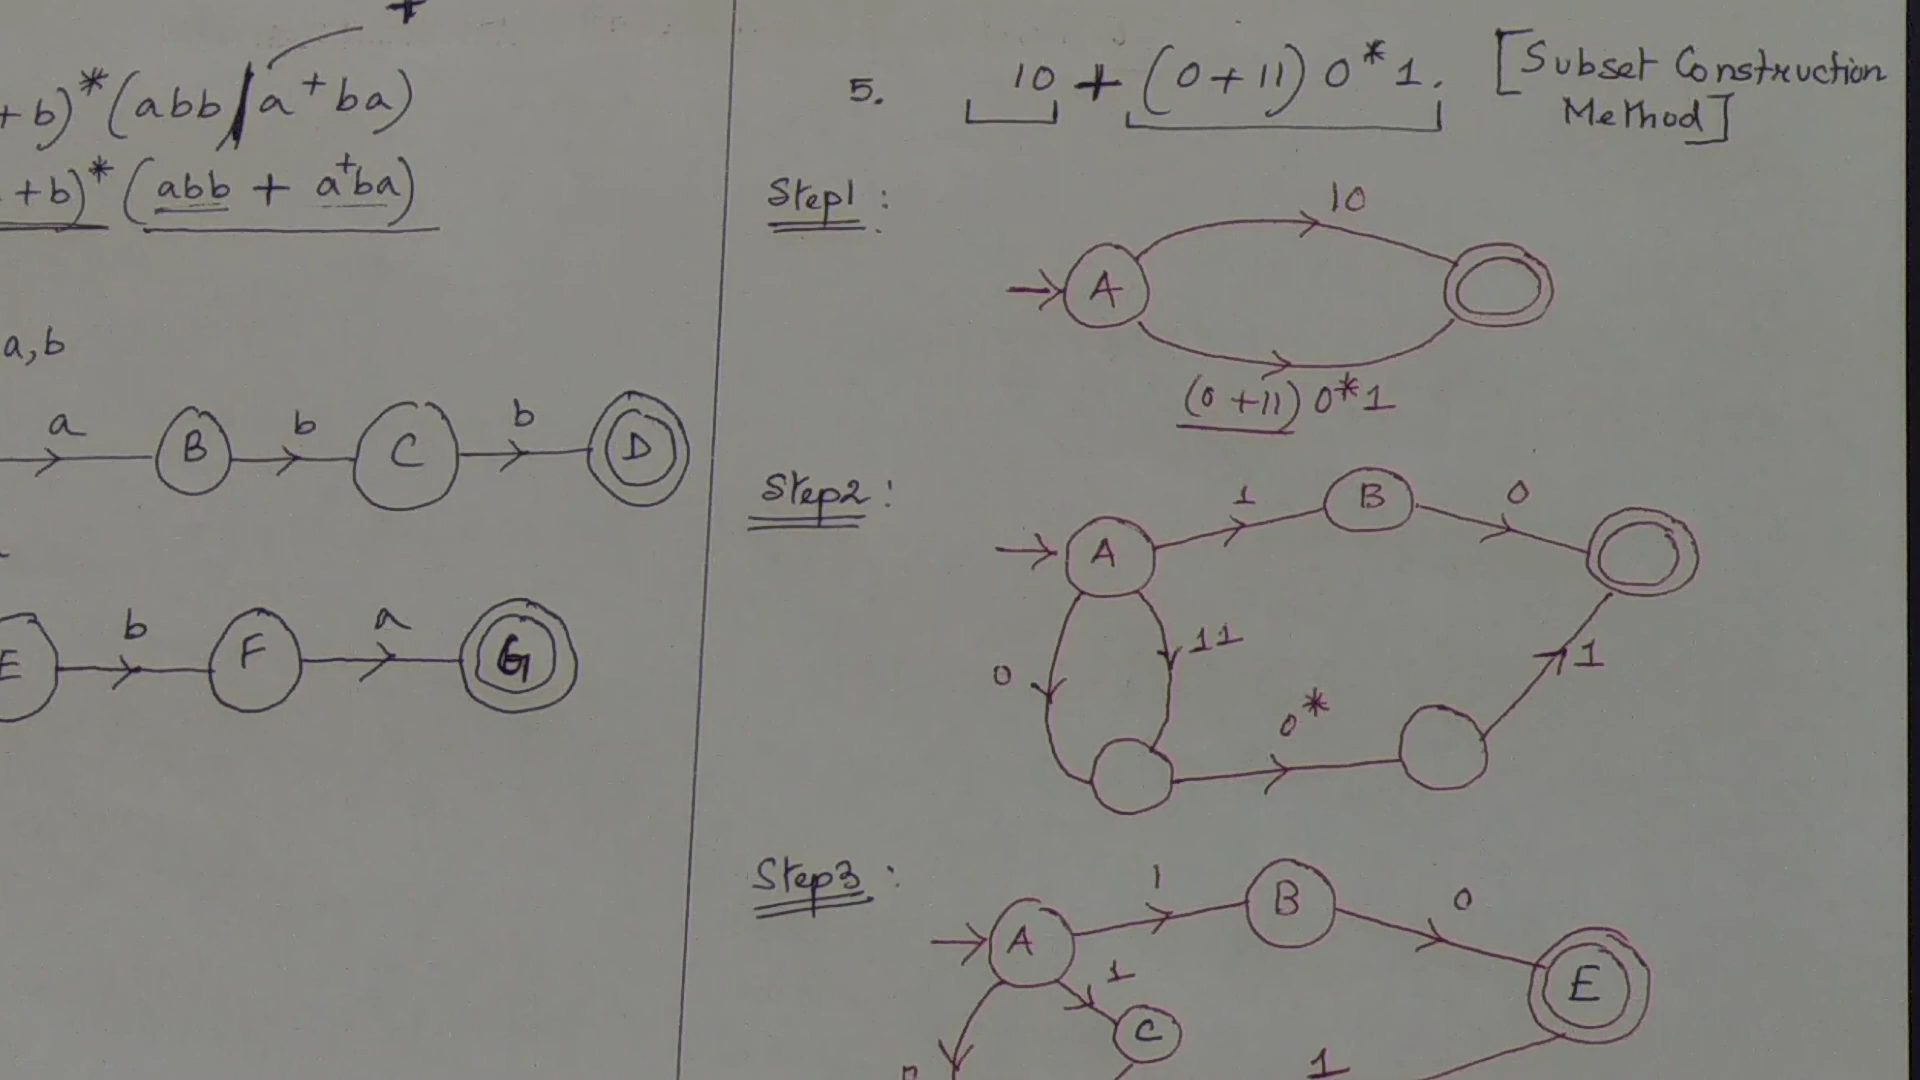 +
+ b)* (abb/a+ba)
+ b)* (abb + a+ba)
a,b
a B b C b D
E b F a G
5. 10 + (0+11) 0*1. [Subset Construction
Method]
Step1 :
10
A
(0+11) 0*1
Step2 :
1 B 0
A
11
0
0*
1
Step3 :
1 B 0
A
1
E
C
1